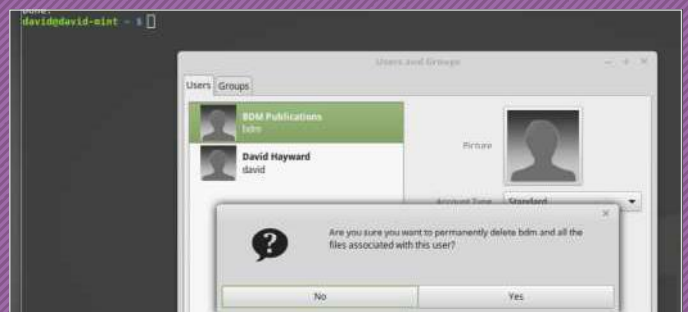 david@david-mint ~ $
Users and Groups
Users Groups
BDM Publications
bdm
David Hayward
david
Picture
Account Type Standard
Are you sure you want to permanently delete bdm and all the
files associated with this user?
No Yes